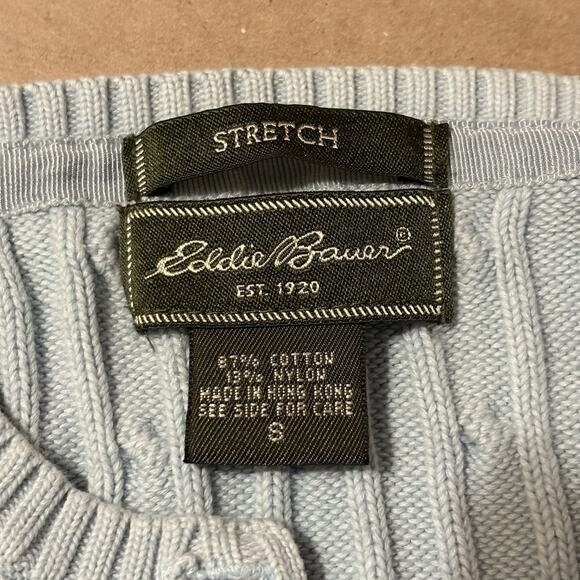 STRETCH
Eddie Bauer®
EST. 1920
87% COTTON
13% NYLON
MADE IN HONG KONG
SEE SIDE FOR CARE
S